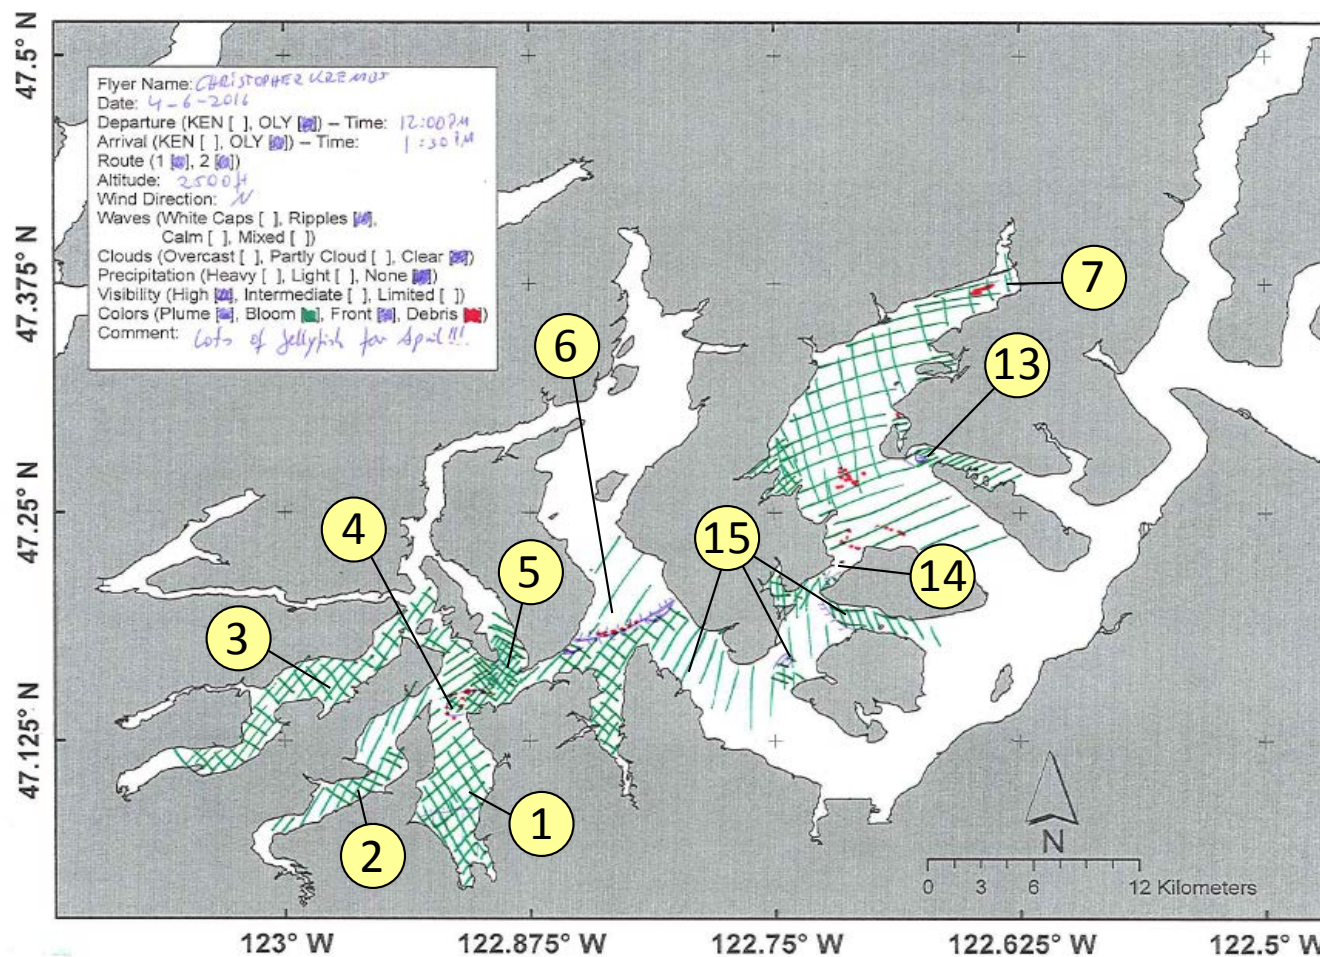 47.5° N
47.375° N
47.25° N
47.125° N
Flyer Name: CHRISTOPHER KREMBS
Date: 4-6-2016
Departure (KEN [ ], OLY [ ]) – Time: 12:00PM
Arrival (KEN [ ], OLY [ ]) – Time: 1:30PM
Route (1 [ ], 2 [ ])
Altitude: 2500ft
Wind Direction: N
Waves (White Caps [ ], Ripples [ ],
Calm [ ], Mixed [ ])
Clouds (Overcast [ ], Partly Cloud [ ], Clear [ ])
Precipitation (Heavy [ ], Light [ ], None [ ])
Visibility (High [ ], Intermediate [ ], Limited [ ])
Colors (Plume [ ], Bloom [ ], Front [ ], Debris [ ])
Comment: Lots of Jellyfish for April!!!
7
6
13
4
15
5
14
3
1
2
N
0 3 6 12 Kilometers
123° W 122.875° W 122.75° W 122.625° W 122.5° W